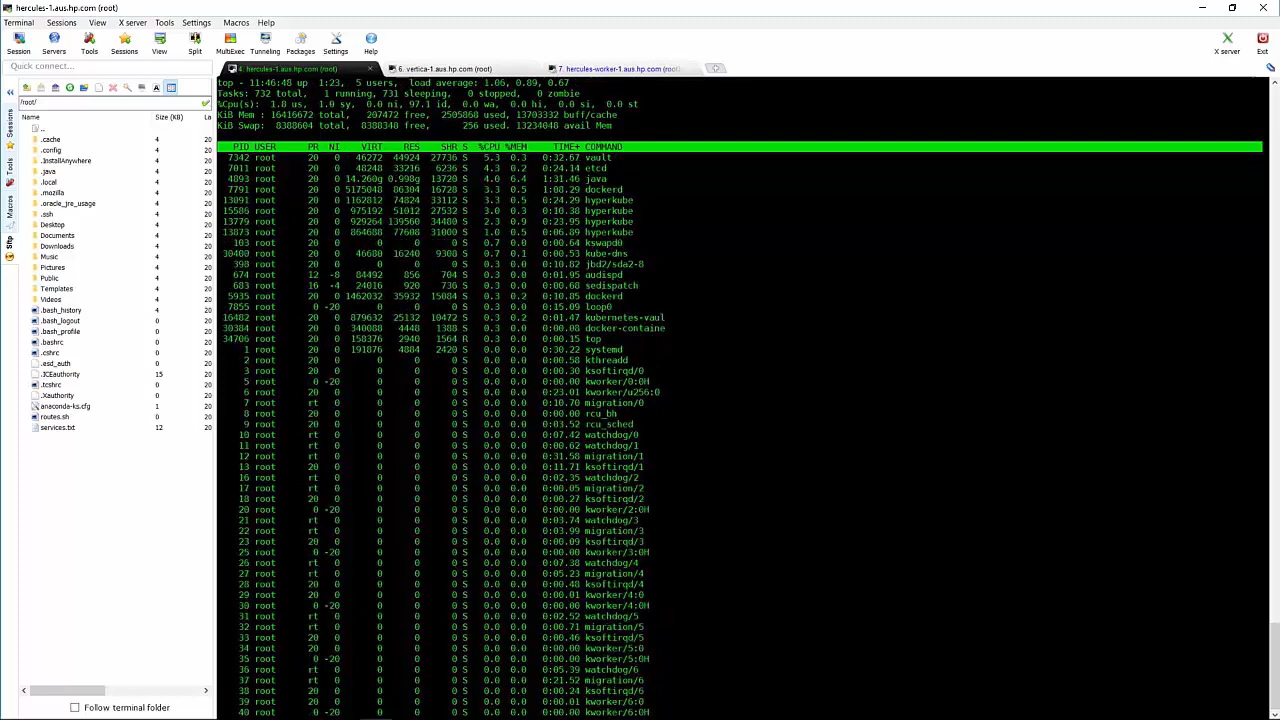 hercules-1.aus.hp.com (root)
Terminal Sessions View X server Tools Settings Macros Help
Session Servers Tools Sessions View Split MultiExec Tunneling Packages Settings Help X server Exit
Quick connect...
4. hercules-1.aus.hp.com (root) 6. vertica-1.aus.hp.com (root) 7. hercules-worker-1.aus.hp.com (root)
Sessions
Tools
Macros
Sftp
/root/
Name Size (KB) La
..
.cache 4 20
.config 4 20
.InstallAnywhere 4 20
.java 4 20
.local 4 20
.mozilla 4 20
.oracle_jre_usage 4 20
.ssh 4 20
Desktop 4 20
Documents 4 20
Downloads 4 20
Music 4 20
Pictures 4 20
Public 4 20
Templates 4 20
Videos 4 20
.bash_history 4 20
.bash_logout 0 20
.bash_profile 0 20
.bashrc 0 20
.cshrc 0 20
.esd_auth 0 20
.ICEauthority 15 20
.tcshrc 0 20
.Xauthority 0 20
anaconda-ks.cfg 1 20
routes.sh 0 20
services.txt 12 20
Follow terminal folder
top - 11:46:48 up 1:23, 5 users, load average: 1.06, 0.89, 0.67
Tasks: 732 total, 1 running, 731 sleeping, 0 stopped, 0 zombie
%Cpu(s): 1.8 us, 1.0 sy, 0.0 ni, 97.1 id, 0.0 wa, 0.0 hi, 0.0 si, 0.0 st
KiB Mem : 16416672 total, 207472 free, 2505868 used, 13703332 buff/cache
KiB Swap: 8388604 total, 8388348 free, 256 used. 13234048 avail Mem
PID USER PR NI VIRT RES SHR S %CPU %MEM TIME+ COMMAND
7342 root 20 0 46272 44924 27736 S 5.3 0.3 0:32.67 vault
7011 root 20 0 48248 33216 6236 S 4.3 0.2 0:24.14 etcd
4893 root 20 0 14.260g 0.998g 13720 S 4.0 6.4 1:31.46 java
7791 root 20 0 5175048 86304 16728 S 3.3 0.5 1:08.29 dockerd
13091 root 20 0 1162812 74824 33112 S 3.3 0.5 0:24.29 hyperkube
15586 root 20 0 975192 51012 27532 S 3.0 0.3 0:10.38 hyperkube
13779 root 20 0 929264 139560 34480 S 2.3 0.9 0:23.95 hyperkube
13873 root 20 0 864688 77608 31000 S 1.0 0.5 0:06.89 hyperkube
103 root 20 0 0 0 0 S 0.7 0.0 0:00.64 kswapd0
30400 root 20 0 46680 16240 9308 S 0.7 0.1 0:00.53 kube-dns
398 root 20 0 0 0 0 S 0.3 0.0 0:10.82 jbd2/sda2-8
674 root 12 -8 84492 856 704 S 0.3 0.0 0:01.95 audispd
683 root 16 -4 24016 920 736 S 0.3 0.0 0:00.68 sedispatch
5935 root 20 0 1462032 35932 15084 S 0.3 0.2 0:10.85 dockerd
7855 root 0 -20 0 0 0 S 0.3 0.0 0:15.09 loop0
16482 root 20 0 879632 25132 10472 S 0.3 0.2 0:01.47 kubernetes-vaul
30384 root 20 0 340088 4448 1388 S 0.3 0.0 0:00.08 docker-containe
34706 root 20 0 158376 2940 1564 R 0.3 0.0 0:00.15 top
1 root 20 0 191876 4884 2420 S 0.0 0.0 0:30.22 systemd
2 root 20 0 0 0 0 S 0.0 0.0 0:00.58 kthreadd
3 root 20 0 0 0 0 S 0.0 0.0 0:00.30 ksoftirqd/0
5 root 0 -20 0 0 0 S 0.0 0.0 0:00.00 kworker/0:0H
6 root 20 0 0 0 0 S 0.0 0.0 0:23.01 kworker/u256:0
7 root rt 0 0 0 0 S 0.0 0.0 0:10.70 migration/0
8 root 20 0 0 0 0 S 0.0 0.0 0:00.00 rcu_bh
9 root 20 0 0 0 0 S 0.0 0.0 0:03.52 rcu_sched
10 root rt 0 0 0 0 S 0.0 0.0 0:07.42 watchdog/0
11 root rt 0 0 0 0 S 0.0 0.0 0:00.62 watchdog/1
12 root rt 0 0 0 0 S 0.0 0.0 0:31.58 migration/1
13 root 20 0 0 0 0 S 0.0 0.0 0:11.71 ksoftirqd/1
16 root rt 0 0 0 0 S 0.0 0.0 0:02.35 watchdog/2
17 root rt 0 0 0 0 S 0.0 0.0 0:00.05 migration/2
18 root 20 0 0 0 0 S 0.0 0.0 0:00.27 ksoftirqd/2
20 root 0 -20 0 0 0 S 0.0 0.0 0:00.00 kworker/2:0H
21 root rt 0 0 0 0 S 0.0 0.0 0:03.74 watchdog/3
22 root rt 0 0 0 0 S 0.0 0.0 0:03.99 migration/3
23 root 20 0 0 0 0 S 0.0 0.0 0:00.09 ksoftirqd/3
25 root 0 -20 0 0 0 S 0.0 0.0 0:00.00 kworker/3:0H
26 root rt 0 0 0 0 S 0.0 0.0 0:07.38 watchdog/4
27 root rt 0 0 0 0 S 0.0 0.0 0:05.23 migration/4
28 root 20 0 0 0 0 S 0.0 0.0 0:00.48 ksoftirqd/4
29 root 20 0 0 0 0 S 0.0 0.0 0:00.01 kworker/4:0
30 root 0 -20 0 0 0 S 0.0 0.0 0:00.00 kworker/4:0H
31 root rt 0 0 0 0 S 0.0 0.0 0:02.52 watchdog/5
32 root rt 0 0 0 0 S 0.0 0.0 0:00.71 migration/5
33 root 20 0 0 0 0 S 0.0 0.0 0:00.46 ksoftirqd/5
34 root 20 0 0 0 0 S 0.0 0.0 0:00.00 kworker/5:0
35 root 0 -20 0 0 0 S 0.0 0.0 0:00.00 kworker/5:0H
36 root rt 0 0 0 0 S 0.0 0.0 0:05.39 watchdog/6
37 root rt 0 0 0 0 S 0.0 0.0 0:21.52 migration/6
38 root 20 0 0 0 0 S 0.0 0.0 0:00.24 ksoftirqd/6
39 root 20 0 0 0 0 S 0.0 0.0 0:00.01 kworker/6:0
40 root 0 -20 0 0 0 S 0.0 0.0 0:00.00 kworker/6:0H